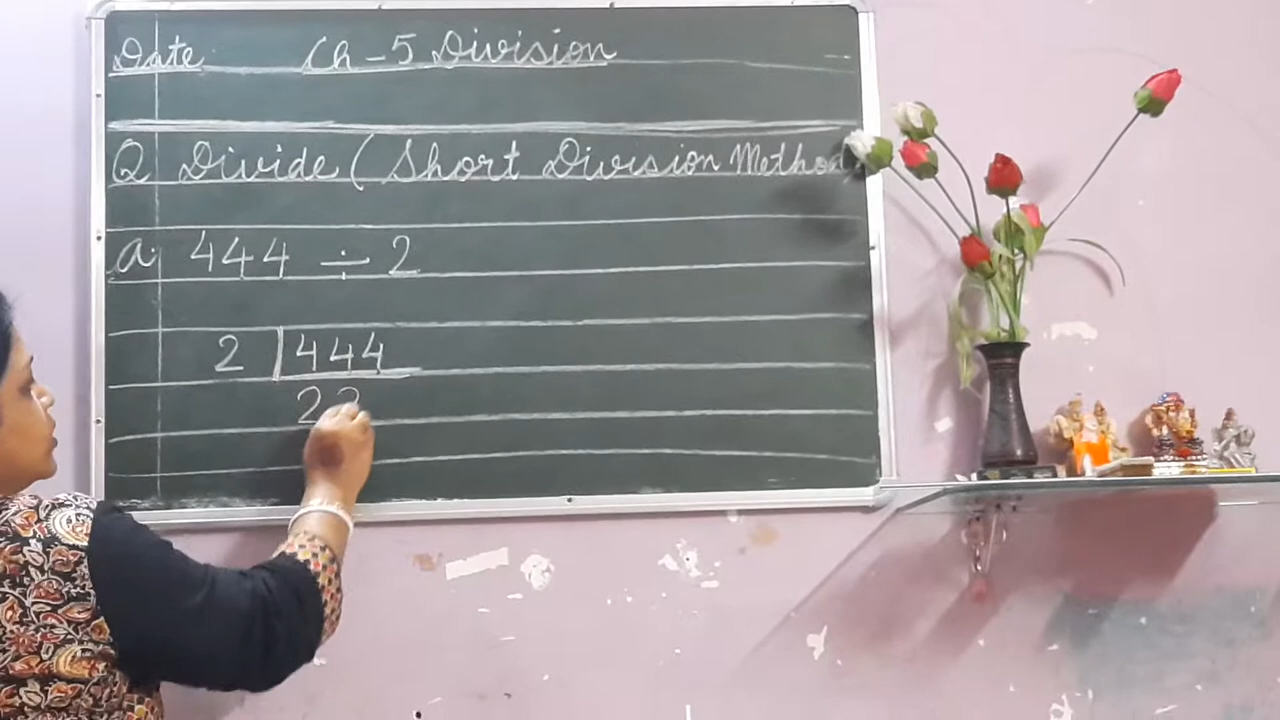 Date Ch-5 Division
Q Divide (Short Division Method
a. 444 ÷ 2
2 444
22